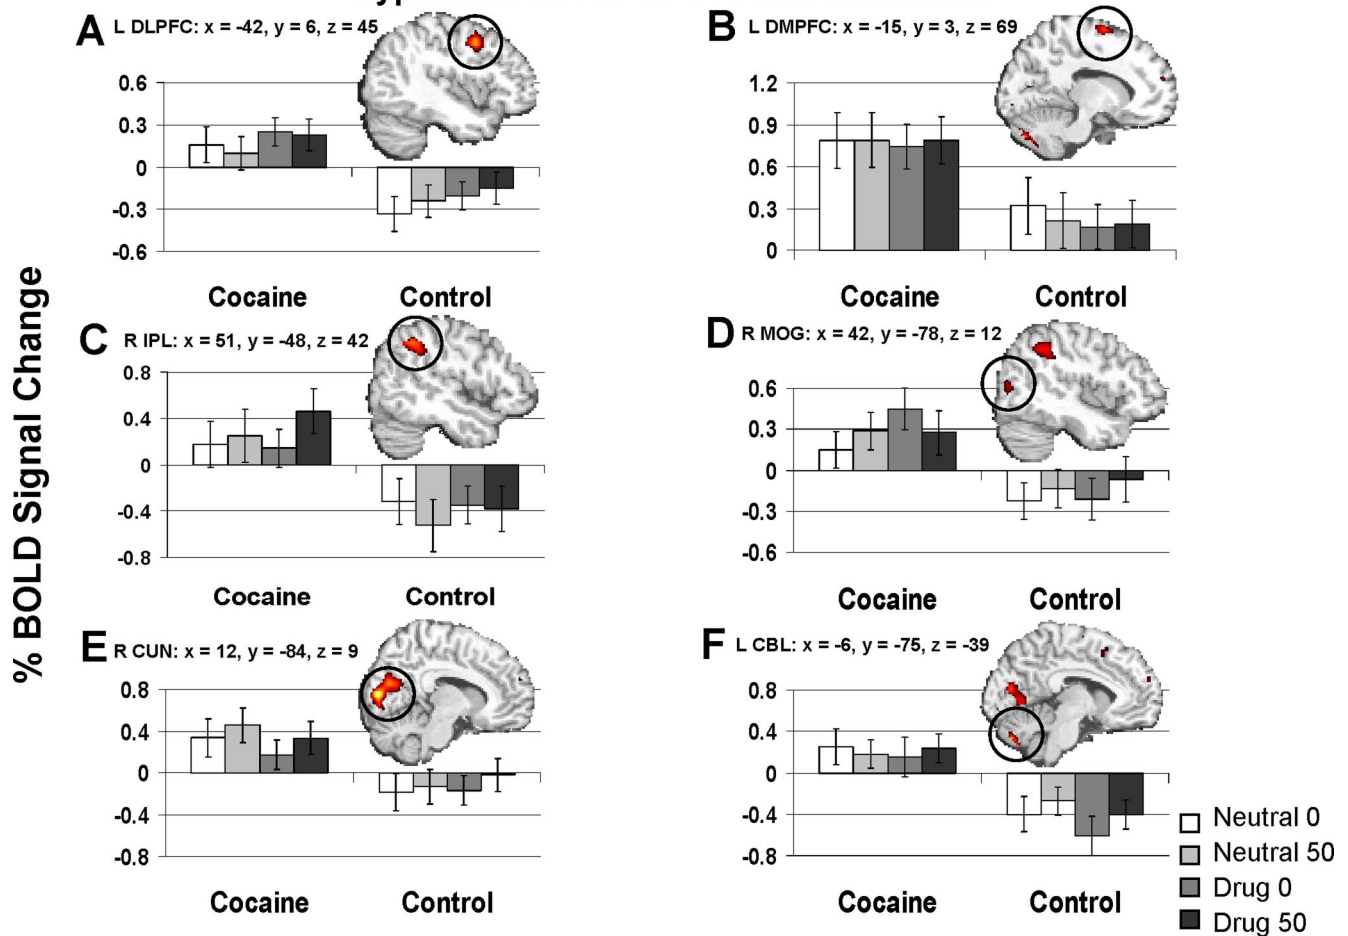 A L DLPFC: x = -42, y = 6, z = 45
0.6
0.3
0
-0.3
-0.6
Cocaine Control
B L DMPFC: x = -15, y = 3, z = 69
1.2
0.9
0.6
0.3
0
Cocaine Control
% BOLD Signal Change
C R IPL: x = 51, y = -48, z = 42
0.8
0.4
0
-0.4
-0.8
Cocaine Control
D R MOG: x = 42, y = -78, z = 12
0.6
0.3
0
-0.3
-0.6
Cocaine Control
E R CUN: x = 12, y = -84, z = 9
0.8
0.4
0
-0.4
-0.8
Cocaine Control
F L CBL: x = -6, y = -75, z = -39
0.8
0.4
0
-0.4
-0.8
Cocaine Control
Neutral 0
Neutral 50
Drug 0
Drug 50